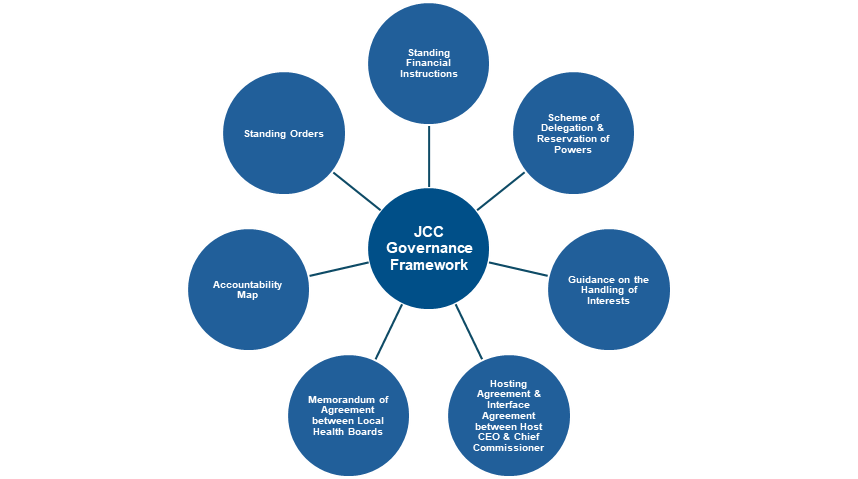 Standing
Financial
Instructions
Scheme of
Delegation &
Reservation of
Powers
Standing Orders
JCC
Governance
Framework
Guidance on the
Handling of
Interests
Accountability
Map
Hosting
Agreement &
Interface
Agreement
between Host
CEO & Chief
Commissioner
Memorandum of
Agreement
between Local
Health Boards